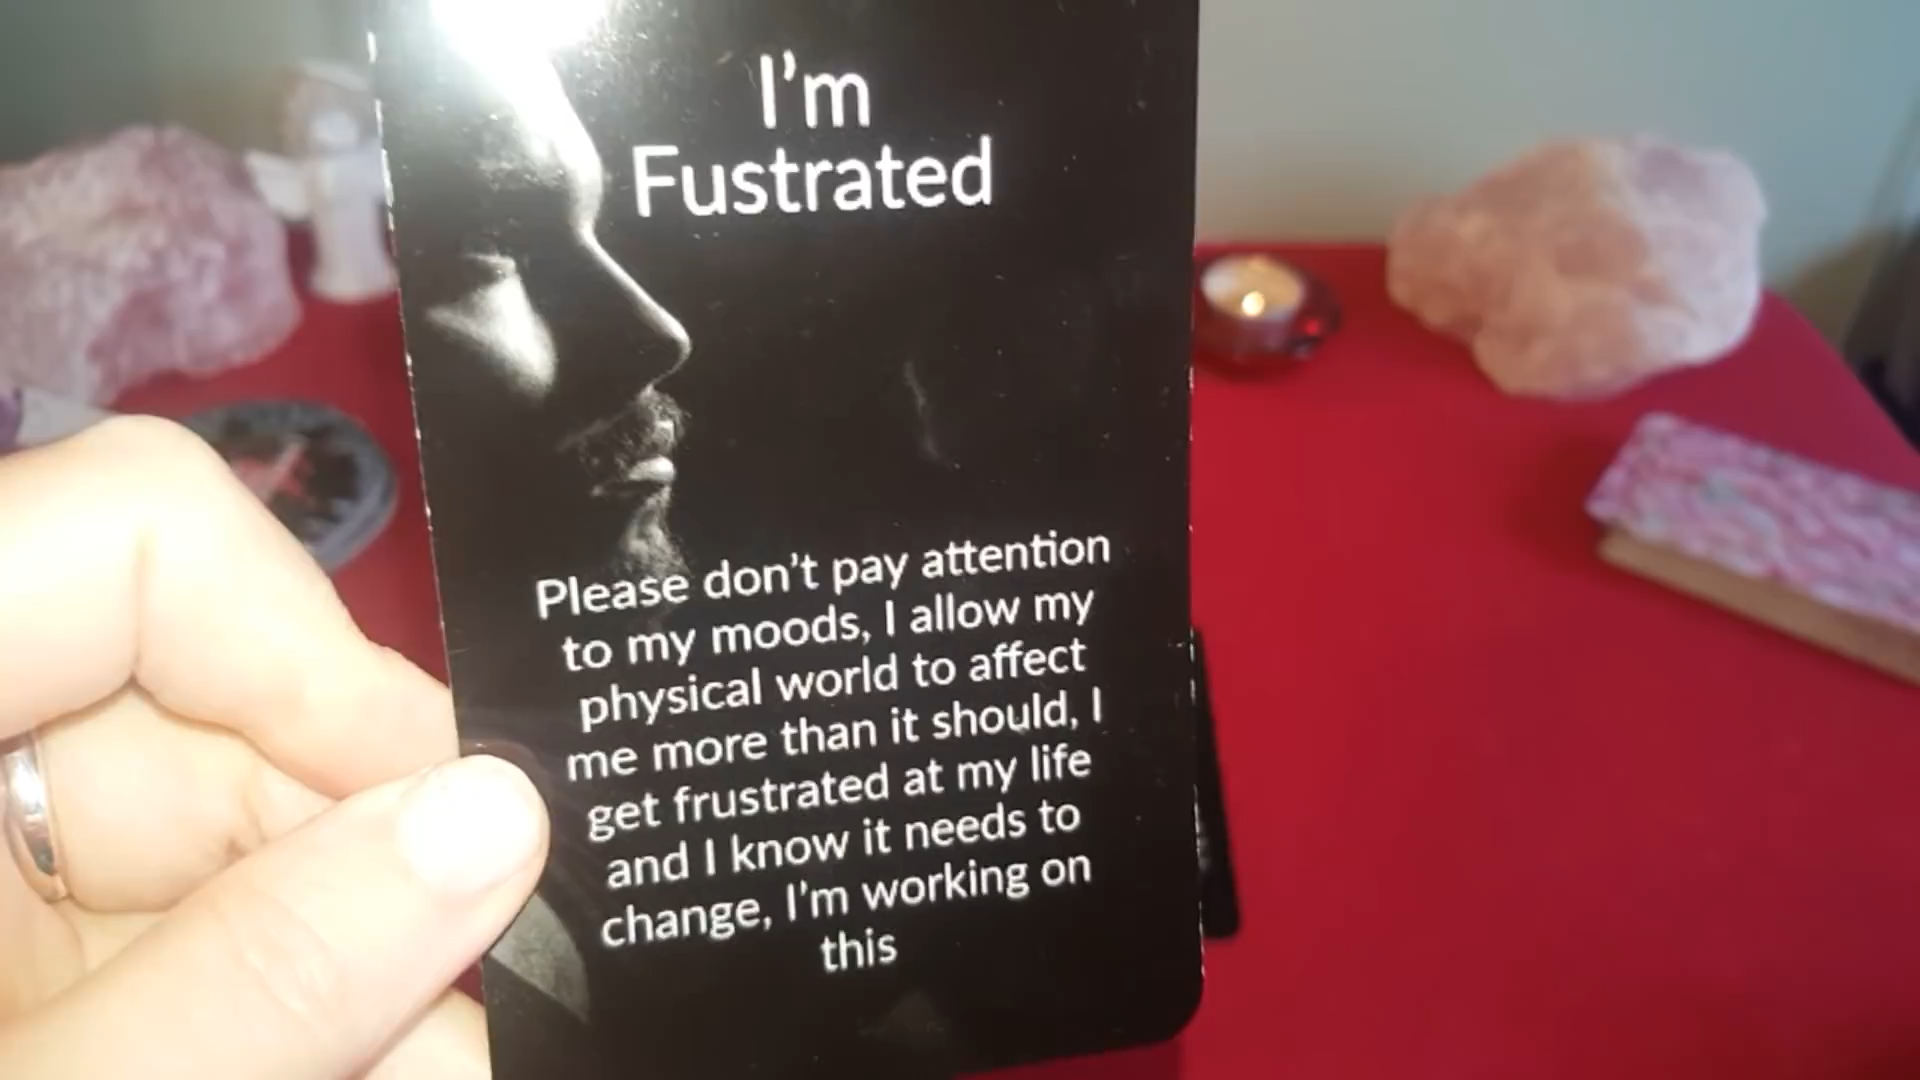 I'm
Fustrated
Please don't pay attention
to my moods, I allow my
physical world to affect
me more than it should, I
get frustrated at my life
and I know it needs to
change, I'm working on
this